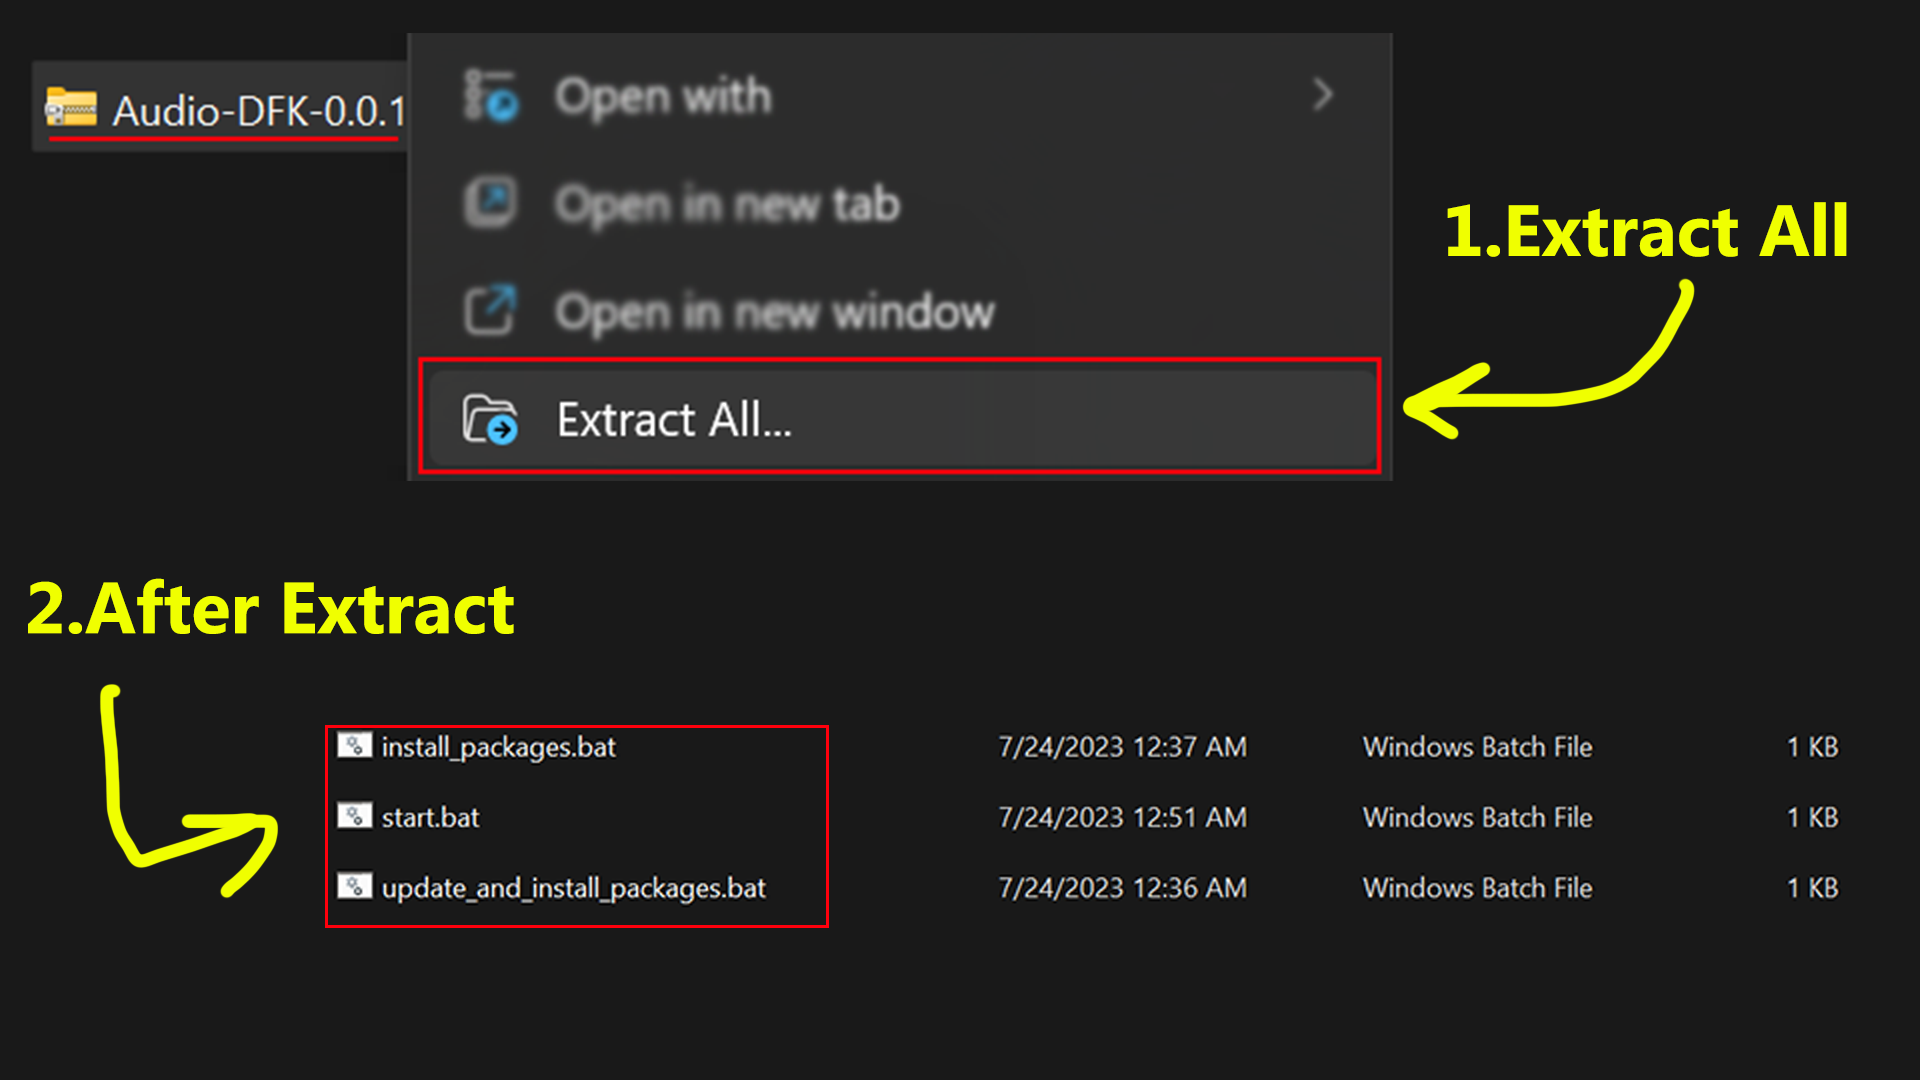 Audio-DFK-0.0.1
Open with
Open in new tab
Open in new window
Extract All...
1.Extract All
2.After Extract
install_packages.bat 7/24/2023 12:37 AM Windows Batch File 1 KB
start.bat 7/24/2023 12:51 AM Windows Batch File 1 KB
update_and_install_packages.bat 7/24/2023 12:36 AM Windows Batch File 1 KB